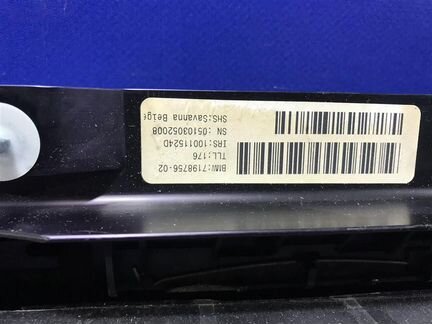 BMW:7198756-02
TLL:176
IRS:10011524D
SN:05103052008
SHS:Savanna Beige